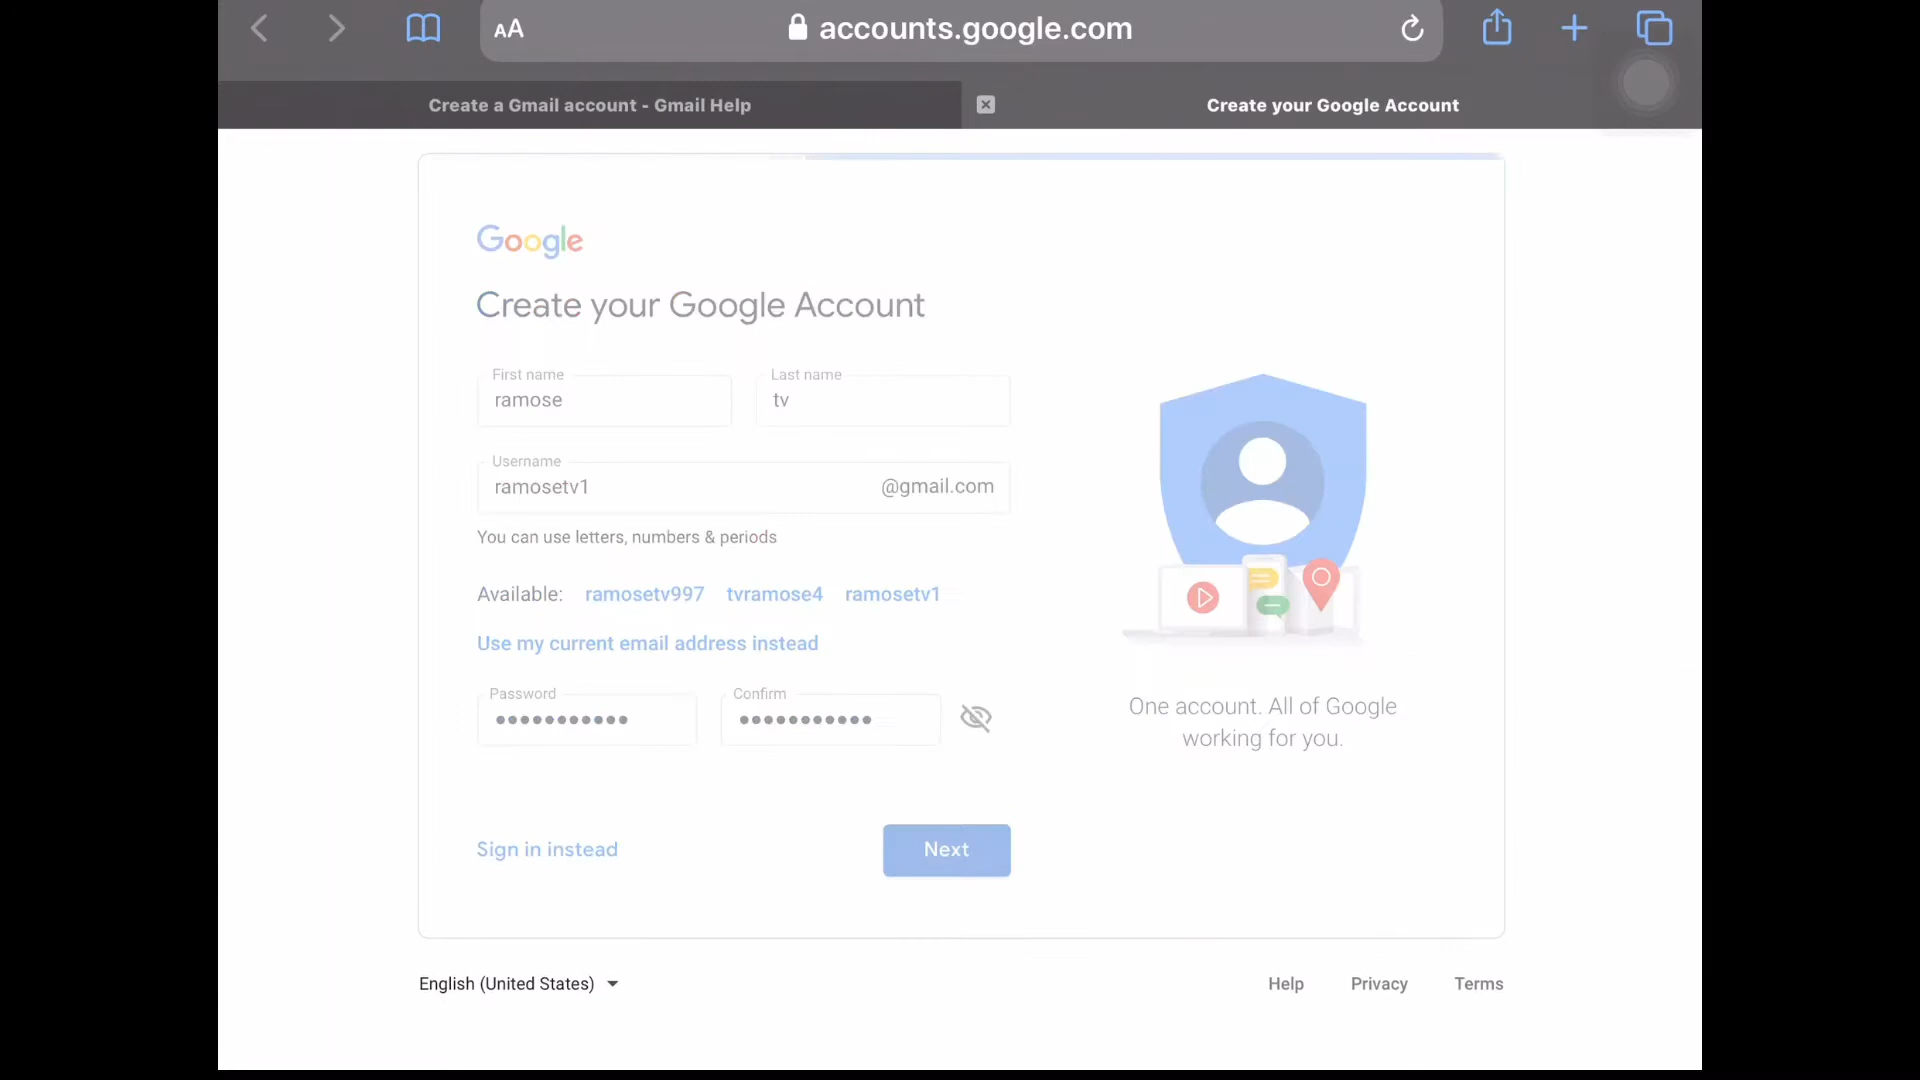 AA accounts.google.com
Create a Gmail account - Gmail Help
Create your Google Account
Google
Create your Google Account
First name
ramose
Last name
tv
Username
ramosetv1 @gmail.com
You can use letters, numbers & periods
Available: ramosetv997 tvramose4 ramosetv1
Use my current email address instead
Password
Confirm
One account. All of Google
working for you.
Sign in instead
Next
English (United States)
Help Privacy Terms